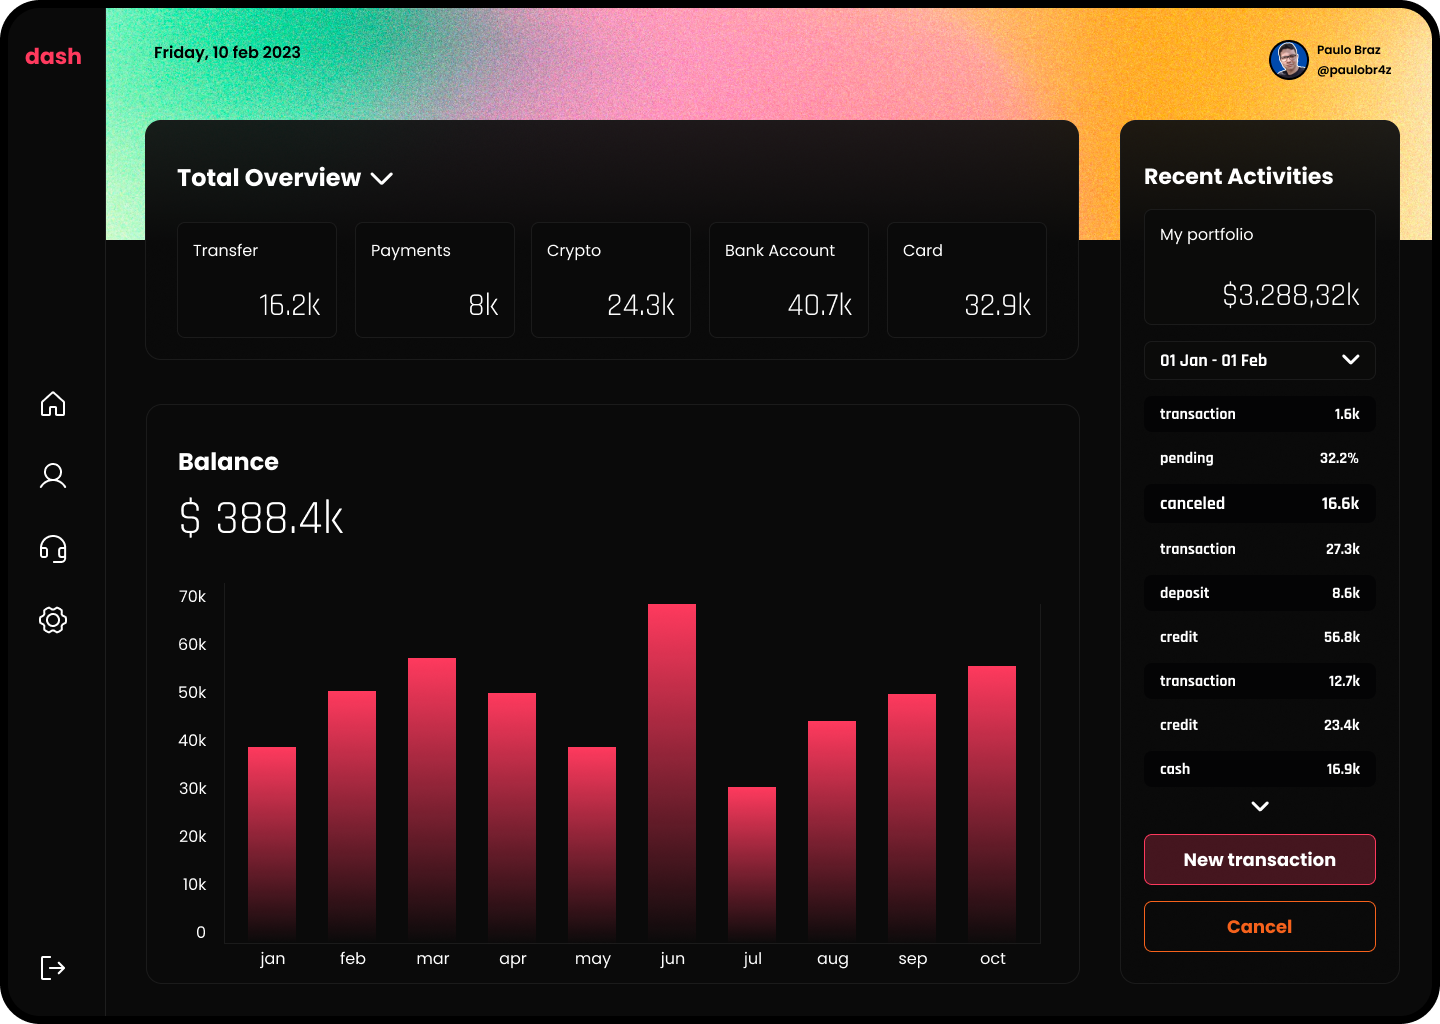 dash
Friday, 10 feb 2023
Paulo Braz
@paulobr4z
Total Overview
Transfer
16.2k
Payments
8k
Crypto
24.3k
Bank Account
40.7k
Card
32.9k
Balance
$ 388.4k
70k
60k
50k
40k
30k
20k
10k
0
jan feb mar apr may jun jul aug sep oct
Recent Activities
My portfolio
$3.288,32k
01 Jan - 01 Feb
transaction 1.6k
pending 32.2%
canceled 16.6k
transaction 27.3k
deposit 8.6k
credit 56.8k
transaction 12.7k
credit 23.4k
cash 16.9k
New transaction
Cancel